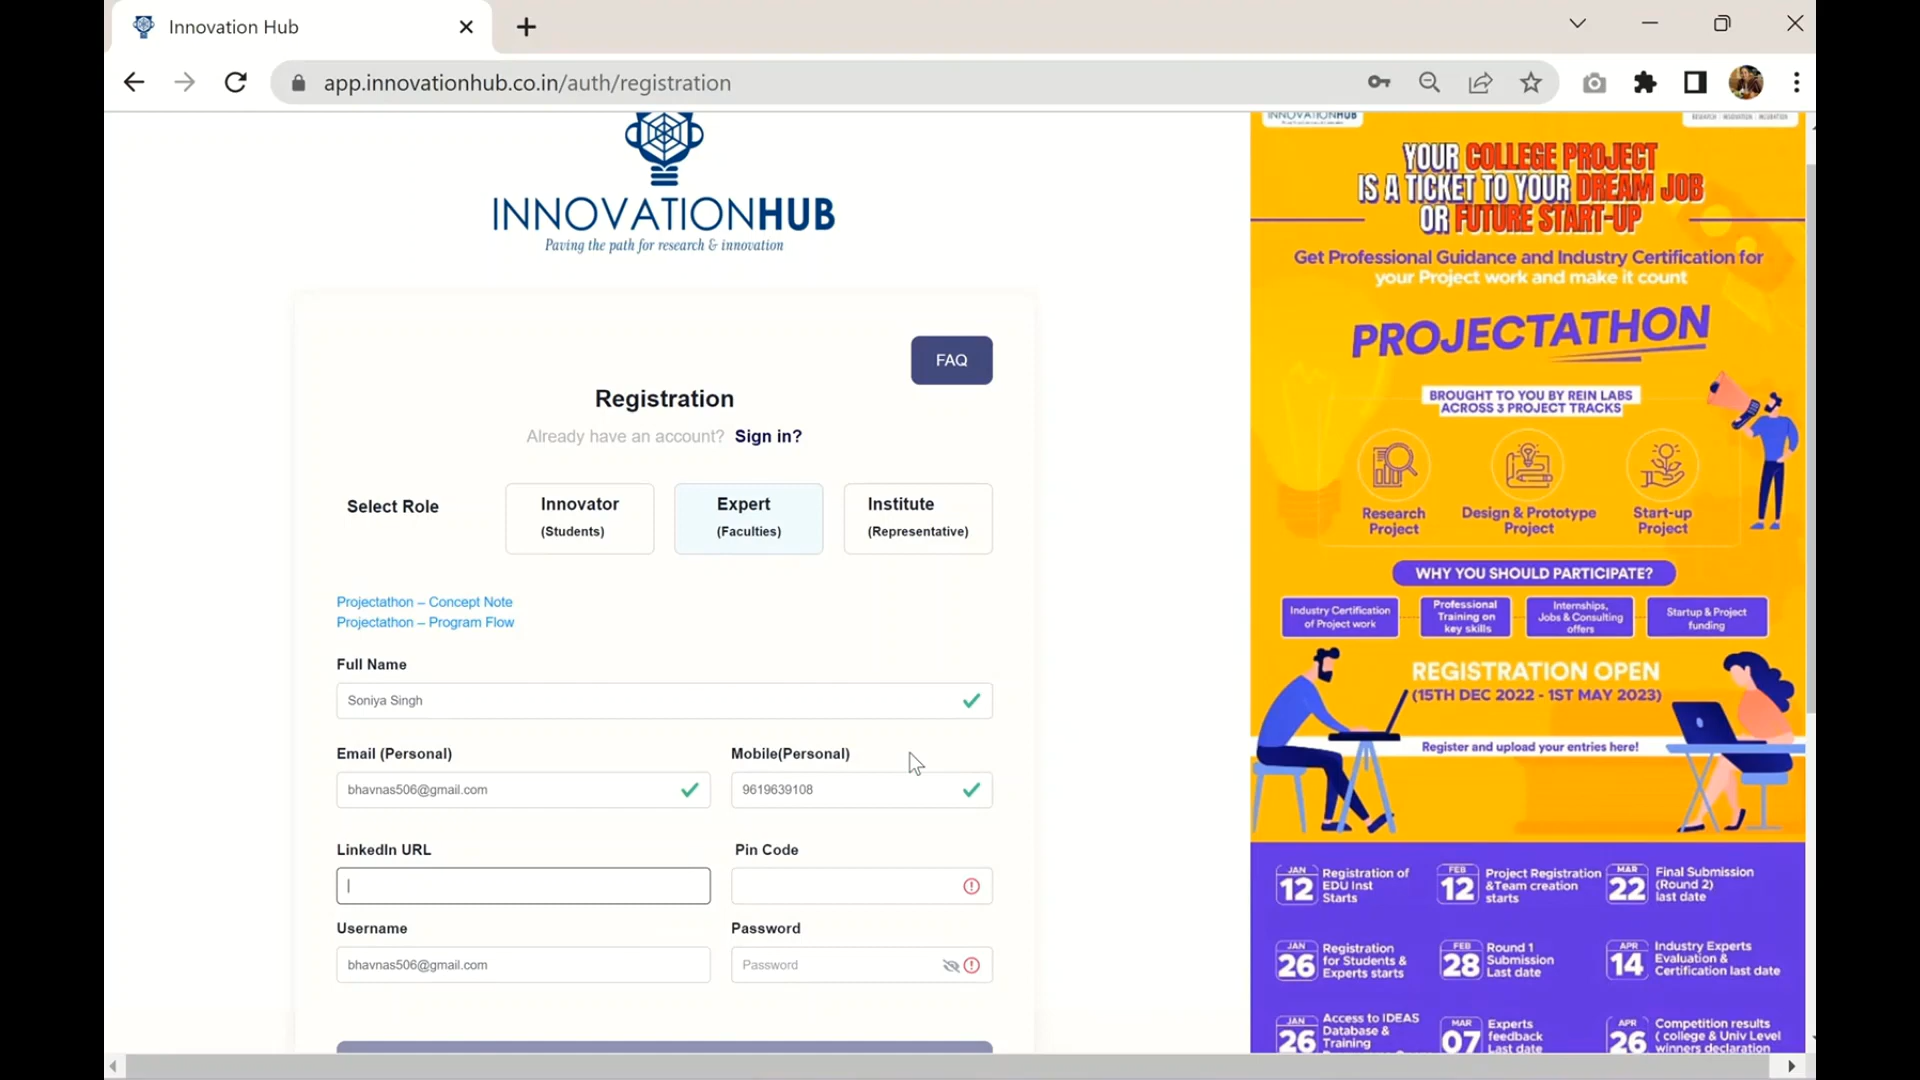 Innovation Hub
app.innovationhub.co.in/auth/registration
INNOVATIONHUB
Paving the path for research & innovation
FAQ
Registration
Already have an account? Sign in?
Select Role
Innovator
(Students)
Expert
(Faculties)
Institute
(Representative)
Projectathon – Concept Note
Projectathon – Program Flow
Full Name
Soniya Singh
Email (Personal)
Mobile(Personal)
bhavnas506@gmail.com
9619639108
LinkedIn URL
Pin Code
Username
Password
bhavnas506@gmail.com
Password
INNOVATIONHUB
RESEARCH | INNOVATION | INCUBATION
YOUR COLLEGE PROJECT
IS A TICKET TO YOUR DREAM JOB
OR FUTURE START-UP
Get Professional Guidance and Industry Certification for
your Project work and make it count
PROJECTATHON
BROUGHT TO YOU BY REIN LABS
ACROSS 3 PROJECT TRACKS
Research
Project
Design & Prototype
Project
Start-up
Project
WHY YOU SHOULD PARTICIPATE?
Industry Certification
of Project work
Professional
Training on
key skills
Internships,
Jobs & Consulting
offers
Startup & Project
funding
REGISTRATION OPEN
(15TH DEC 2022 - 1ST MAY 2023)
Register and upload your entries here!
JAN
12
Registration of
EDU Inst
Starts
FEB
12
Project Registration
&Team creation
starts
MAR
22
Final Submission
(Round 2)
last date
JAN
26
Registration
for Students &
Experts starts
FEB
28
Round 1
Submission
Last date
APR
14
Industry Experts
Evaluation &
Certification last date
JAN
26
Access to IDEAS
Database &
Training
MAR
07
Experts
feedback
Last date
APR
26
Competition results
( college & Univ Level
winners declaration